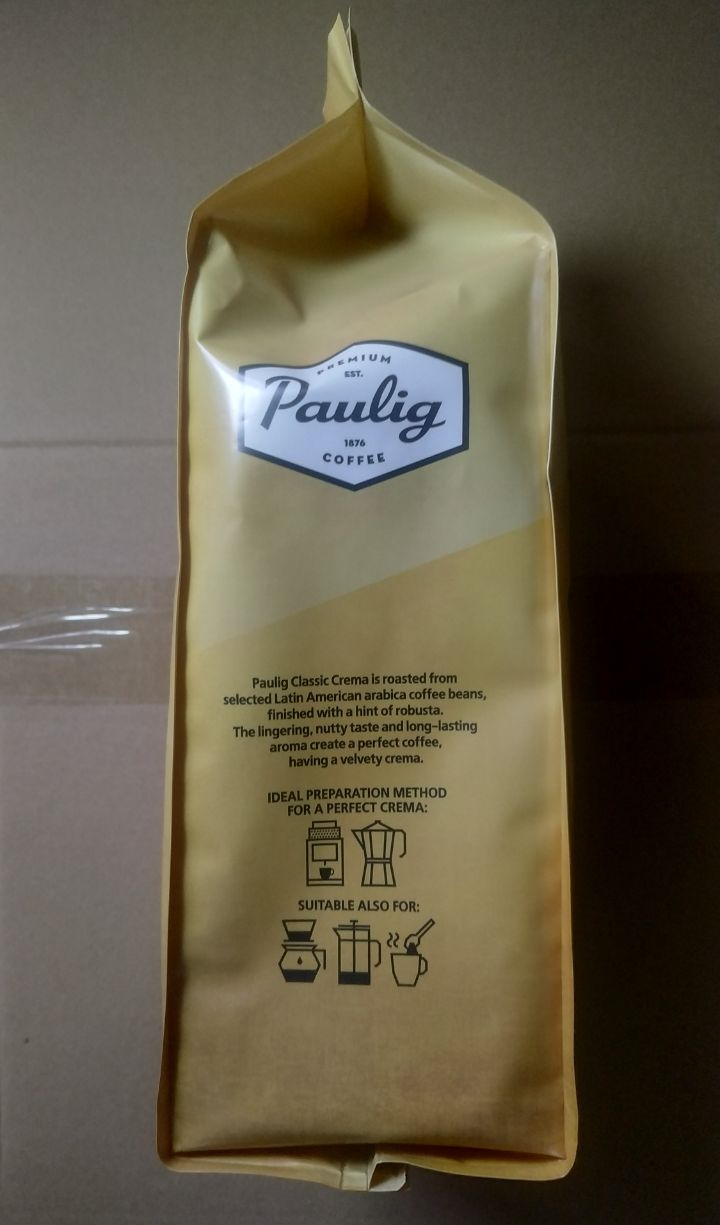 PREMIUM
EST.
Paulig
1876
COFFEE
Paulig Classic Crema is roasted from
selected Latin American arabica coffee beans,
finished with a hint of robusta.
The lingering, nutty taste and long-lasting
aroma create a perfect coffee,
having a velvety crema.
IDEAL PREPARATION METHOD
FOR A PERFECT CREMA:
SUITABLE ALSO FOR: